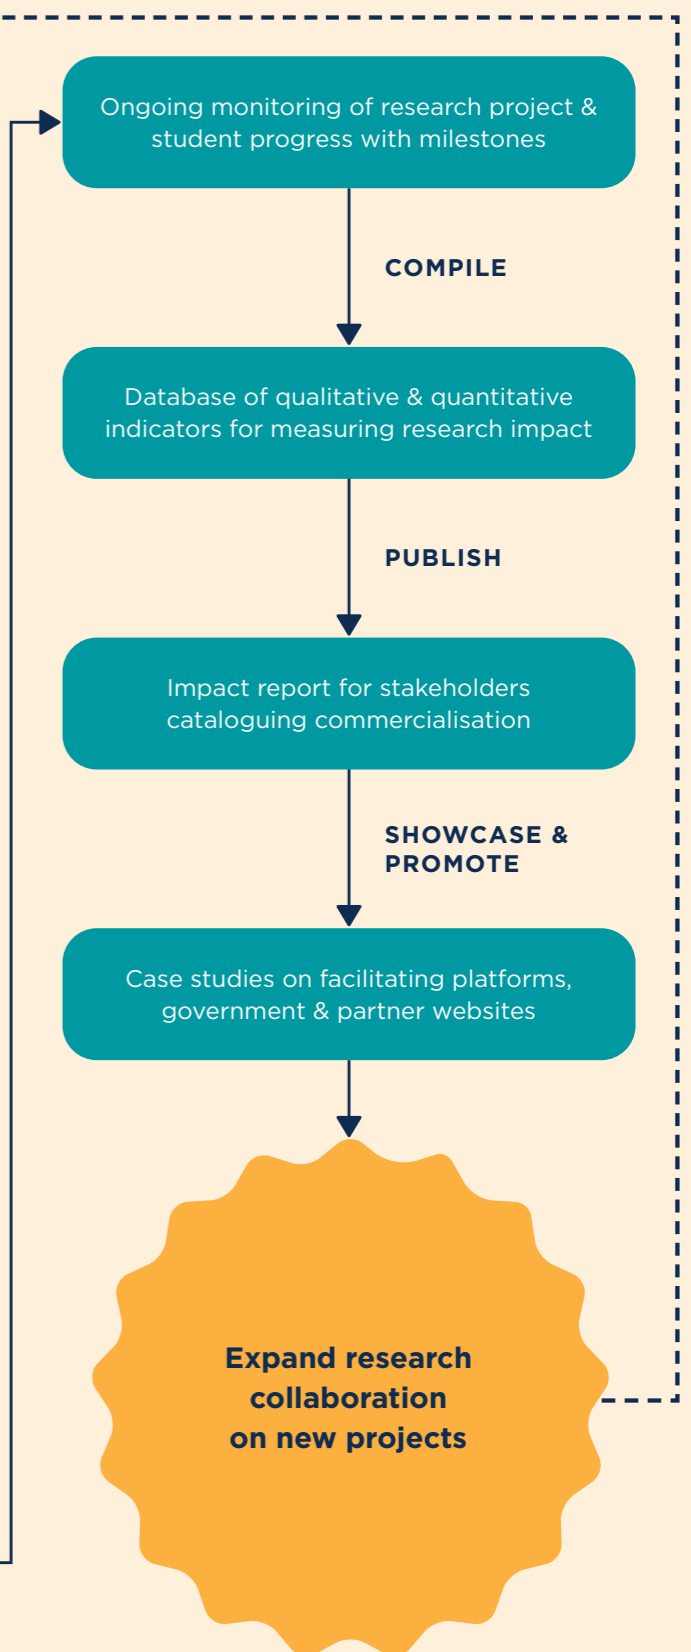 Ongoing monitoring of research project &
student progress with milestones
COMPILE
Database of qualitative & quantitative
indicators for measuring research impact
PUBLISH
Impact report for stakeholders
cataloguing commercialisation
SHOWCASE &
PROMOTE
Case studies on facilitating platforms,
government & partner websites
Expand research
collaboration
on new projects